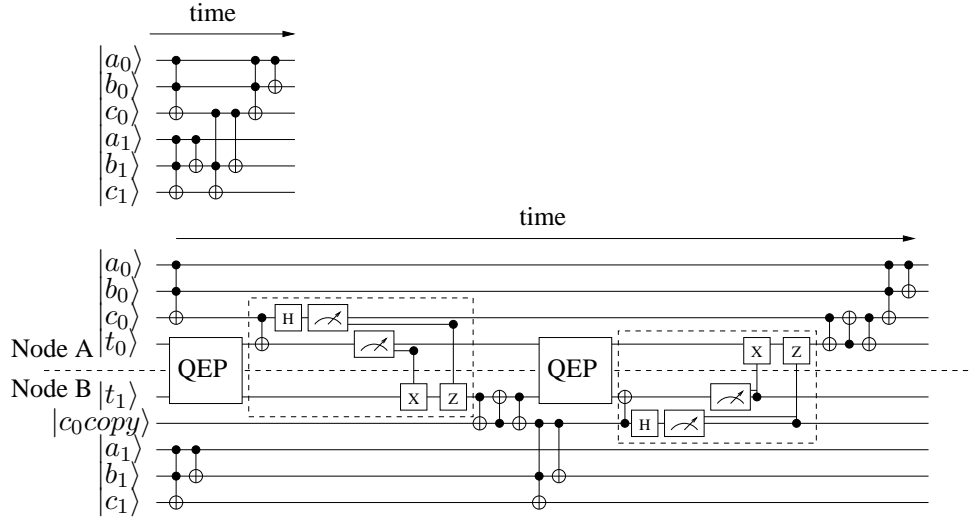 time
|a₀⟩
|b₀⟩
|c₀⟩
|a₁⟩
|b₁⟩
|c₁⟩
time
|a₀⟩
|b₀⟩
|c₀⟩
H
Node A |t₀⟩
X Z
QEP QEP
Node B |t₁⟩
X Z
|c₀copy⟩
H
|a₁⟩
|b₁⟩
|c₁⟩